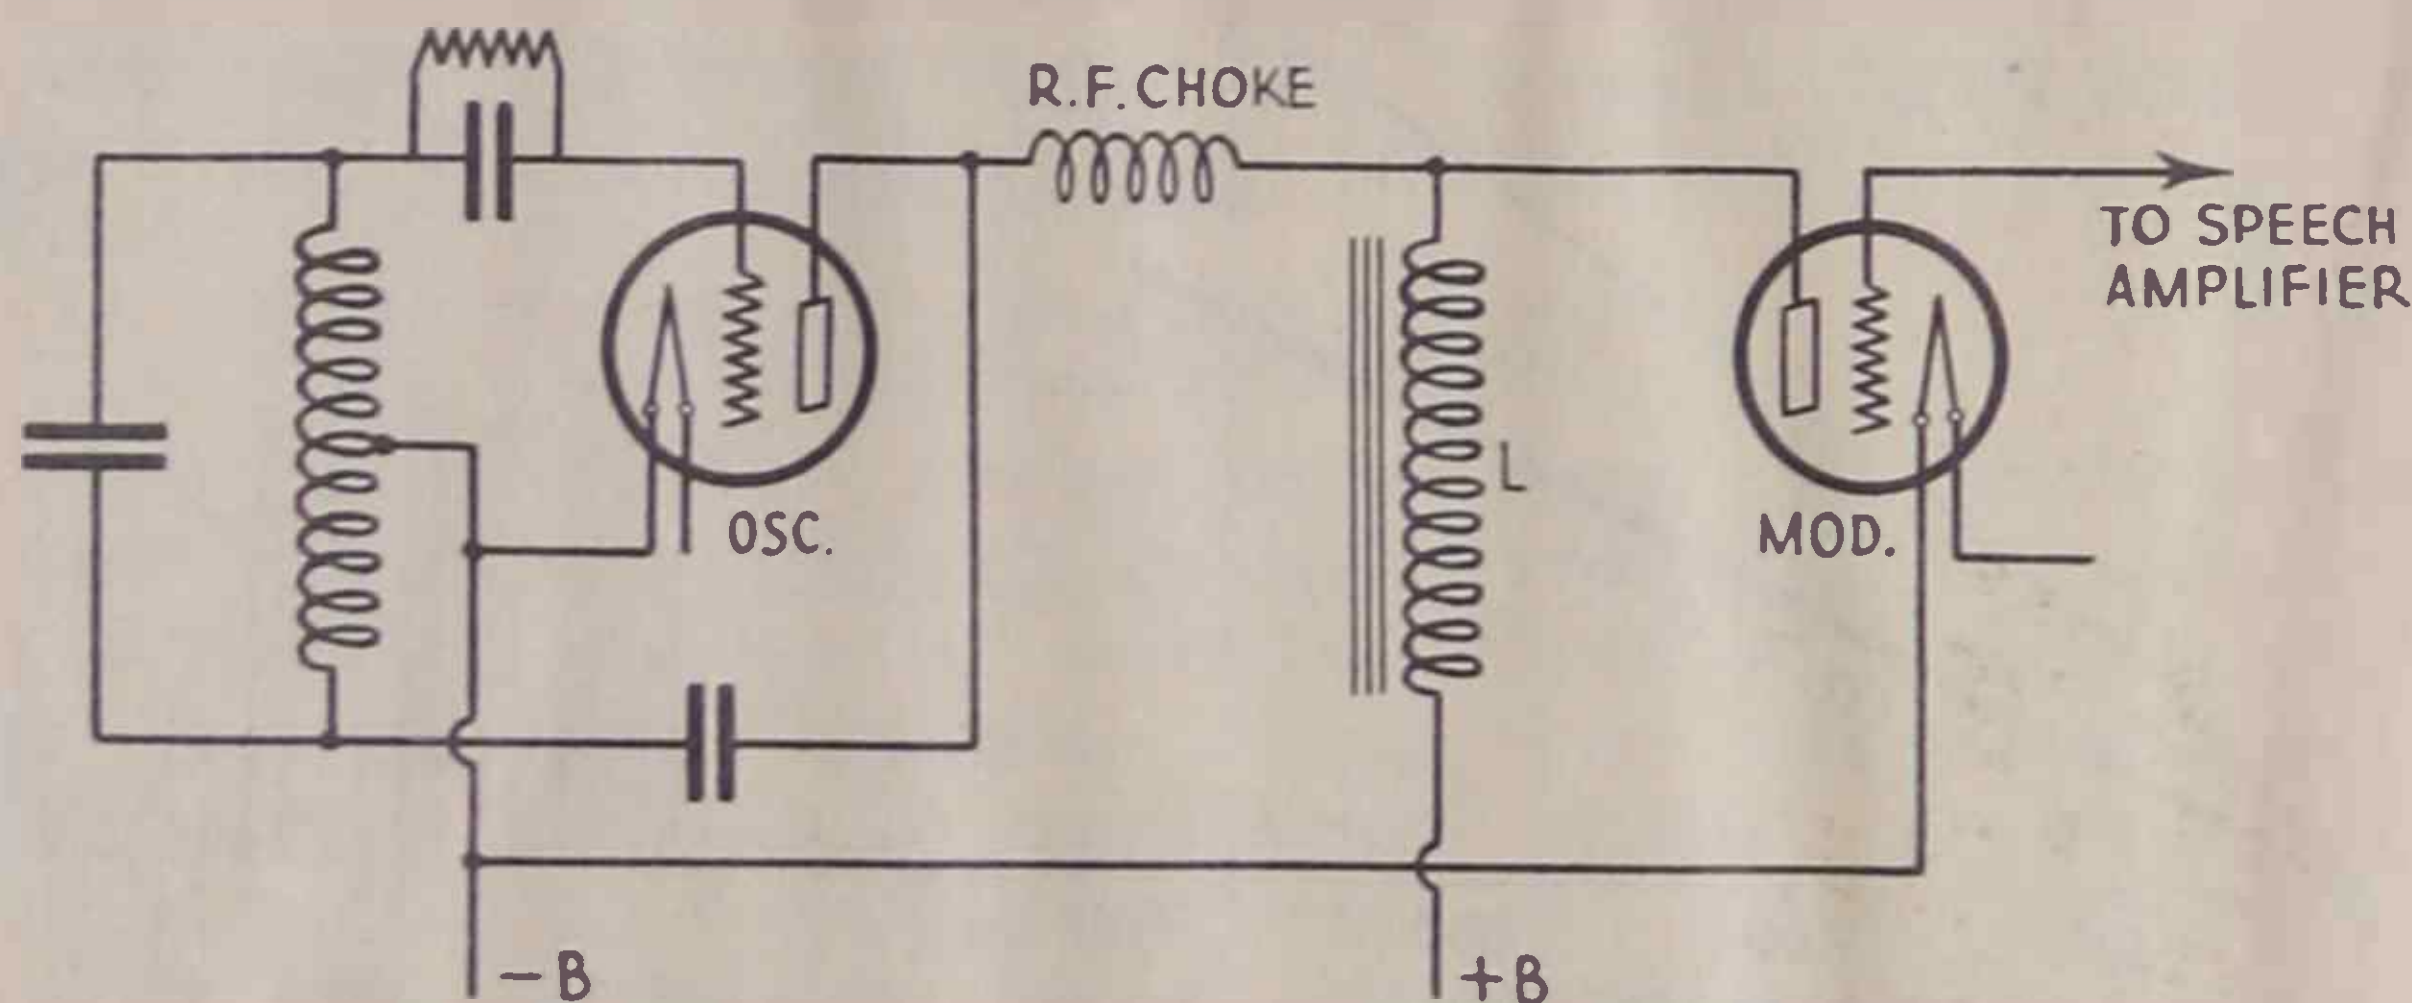 R.F. CHOKE
TO SPEECH
AMPLIFIER
L
OSC.
MOD.
-B
+B